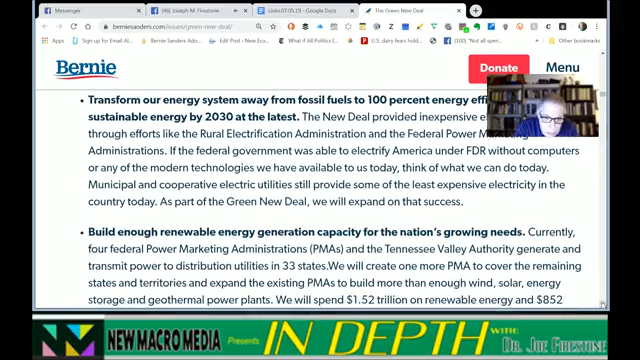 Messenger
(46) Joseph M. Firestone
Links.07.05.19 - Google Docs
The Green New Deal
berniesanders.com/issues/green-new-deal/
Apps
Sign up for Email Al
Edit Post ‹ New Eco
What if All Politics I
U.S. dairy fears hold
(8) "Not all spen
Other bookmarks
Bernie
Donate
Menu
• Transform our energy system away from fossil fuels to 100 percent energy effi
sustainable energy by 2030 at the latest. The New Deal provided inexpensive el
through efforts like the Rural Electrification Administration and the Federal Power Marketing
Administrations. If the federal government was able to electrify America under FDR without computers
or any of the modern technologies we have available to us today, think of what we can do today.
Municipal and cooperative electric utilities still provide some of the least expensive electricity in the
country today. As part of the Green New Deal, we will expand on that success.
• Build enough renewable energy generation capacity for the nation's growing needs. Currently,
four federal Power Marketing Administrations (PMAs) and the Tennessee Valley Authority generate and
transmit power to distribution utilities in 33 states. We will create one more PMA to cover the remaining
states and territories and expand the existing PMAs to build more than enough wind, solar, energy
storage and geothermal power plants. We will spend $1.52 trillion on renewable energy and $852
NEW MACRO MEDIA Presents: IN DEPTH WITH:
DR. JOE FIRESTONE